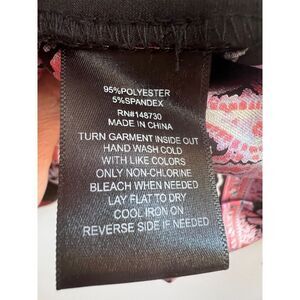 95%POLYESTER
5%SPANDEX
RN#148730
MADE IN CHINA
TURN GARMENT INSIDE OUT
HAND WASH COLD
WITH LIKE COLORS
ONLY NON-CHLORINE
BLEACH WHEN NEEDED
LAY FLAT TO DRY
COOL IRON ON
REVERSE SIDE IF NEEDED